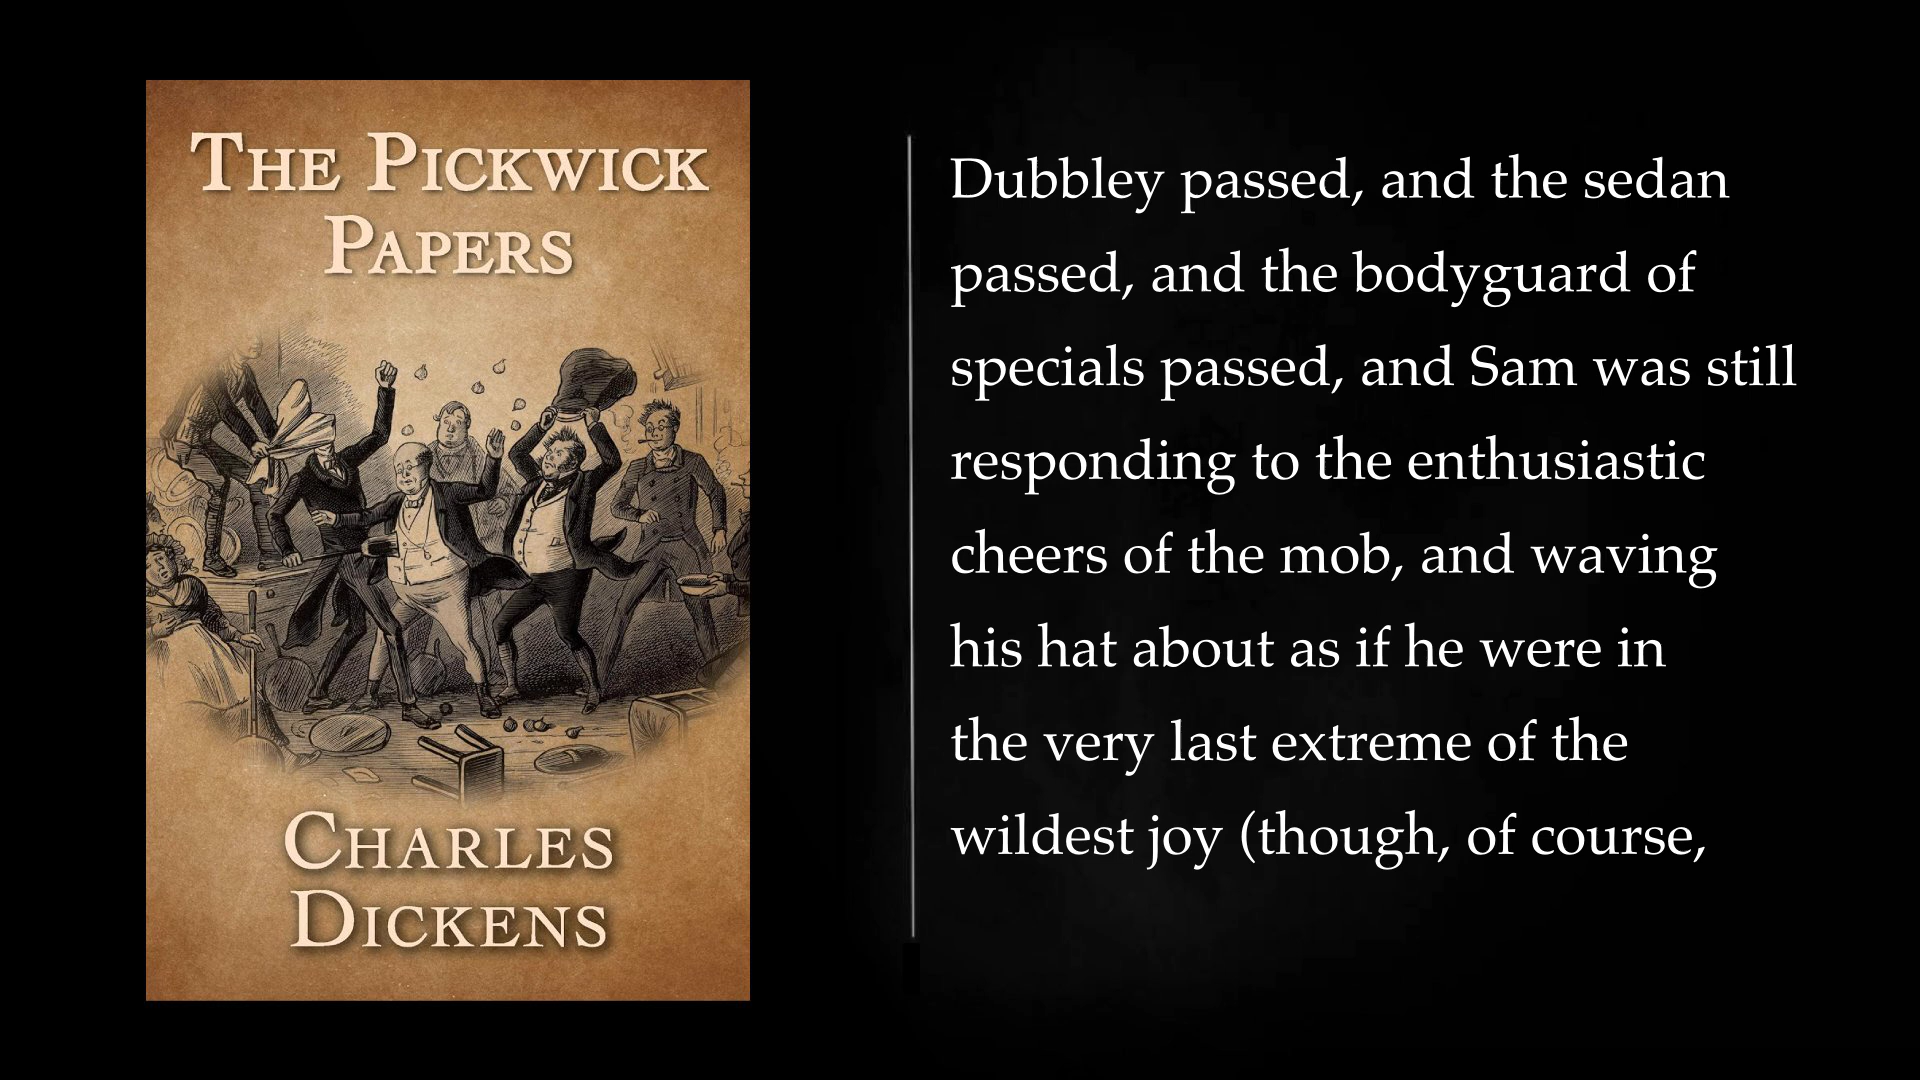 THE PICKWICK
PAPERS
CHARLES
DICKENS
Dubbley passed, and the sedan
passed, and the bodyguard of
specials passed, and Sam was still
responding to the enthusiastic
cheers of the mob, and waving
his hat about as if he were in
the very last extreme of the
wildest joy (though, of course,